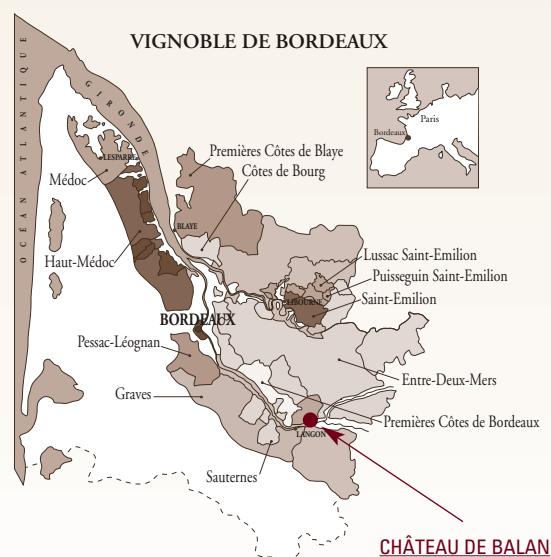 VIGNOBLE DE BORDEAUX
OCÉAN ATLANTIQUE
GIRONDE
Paris
Bordeaux
LESPARRE
Médoc
Premières Côtes de Blaye
Côtes de Bourg
BLAYE
Haut-Médoc
Lussac Saint-Emilion
Puisseguin Saint-Emilion
Saint-Emilion
LIBOURNE
BORDEAUX
Pessac-Léognan
Entre-Deux-Mers
Graves
Premières Côtes de Bordeaux
LANGON
Sauternes
CHÂTEAU DE BALAN